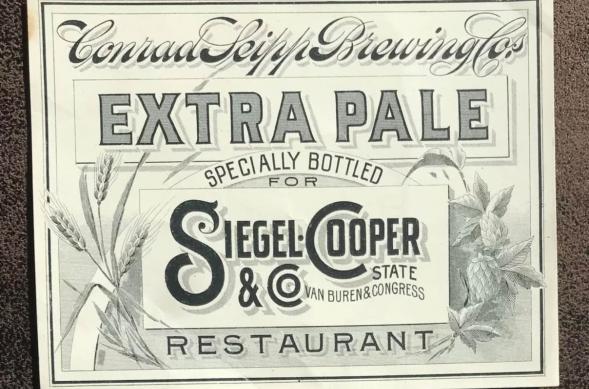 Conrad Seipp Brewing Co's
EXTRA PALE
SPECIALLY BOTTLED
FOR
SIEGEL-COOPER
& CO STATE
VAN BUREN & CONGRESS
RESTAURANT